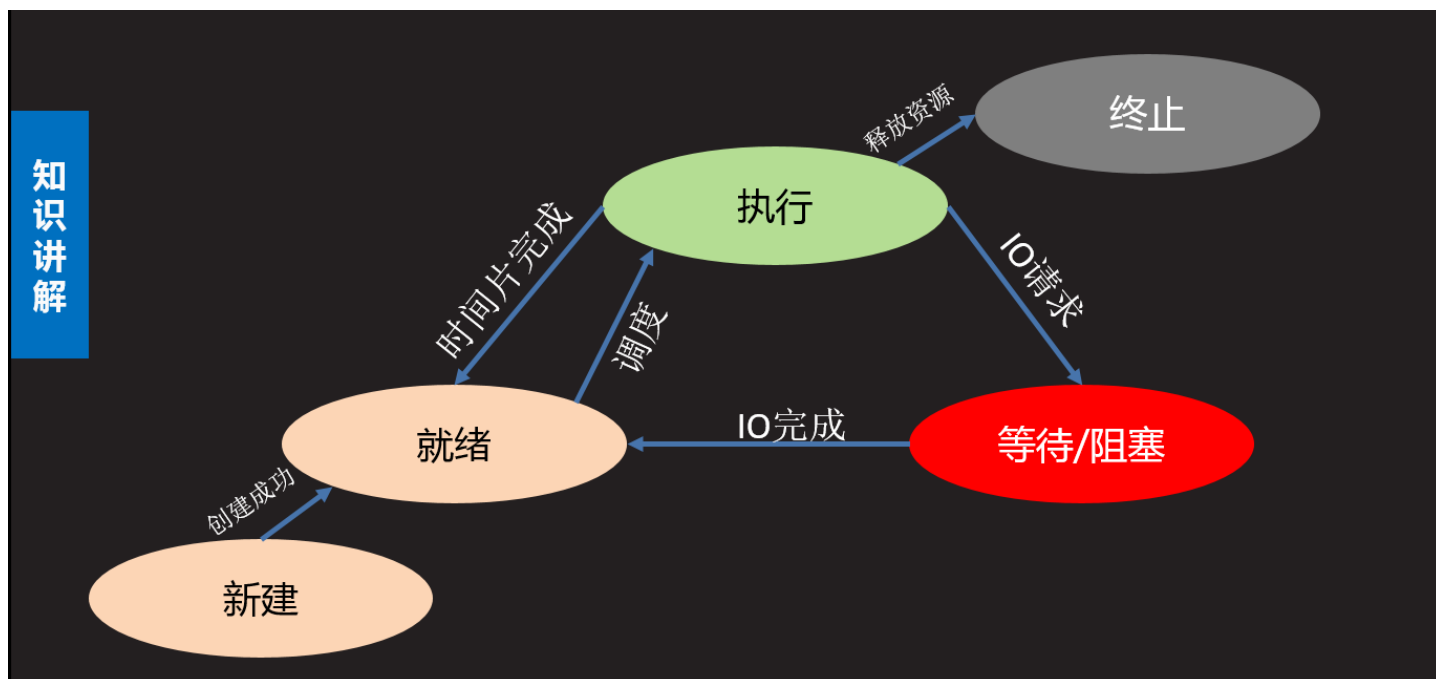 知识讲解
终止
释放资源
执行
时间片完成
IO请求
调度
就绪
IO完成
等待/阻塞
创建成功
新建